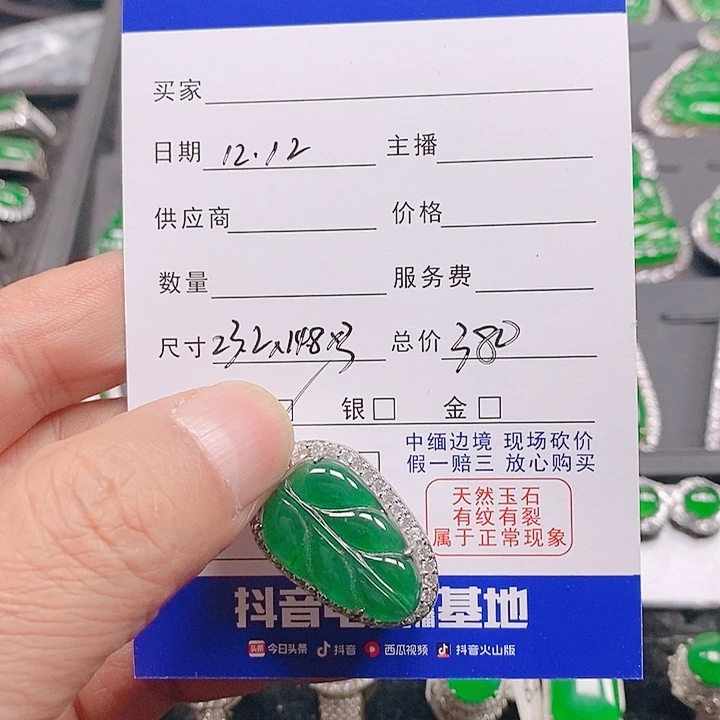 买家
日期 12.12 主播
供应商 价格
数量 服务费
尺寸 23.2x14.8 总价 380
银□ 金□
中缅边境 现场砍价
假一赔三 放心购买
天然玉石
有纹有裂
属于正常现象
抖音 播基地
头条 今日头条 抖音 西瓜视频 抖音火山版